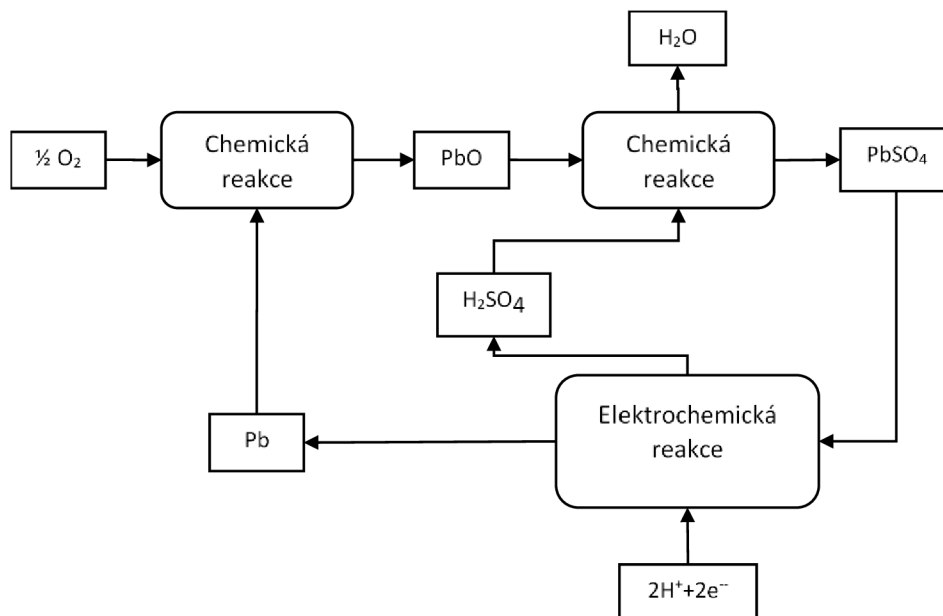 H₂O
½ O₂
Chemická
reakce
PbO
Chemická
reakce
PbSO₄
H₂SO₄
Pb
Elektrochemická
reakce
2H⁺+2e⁻⁻